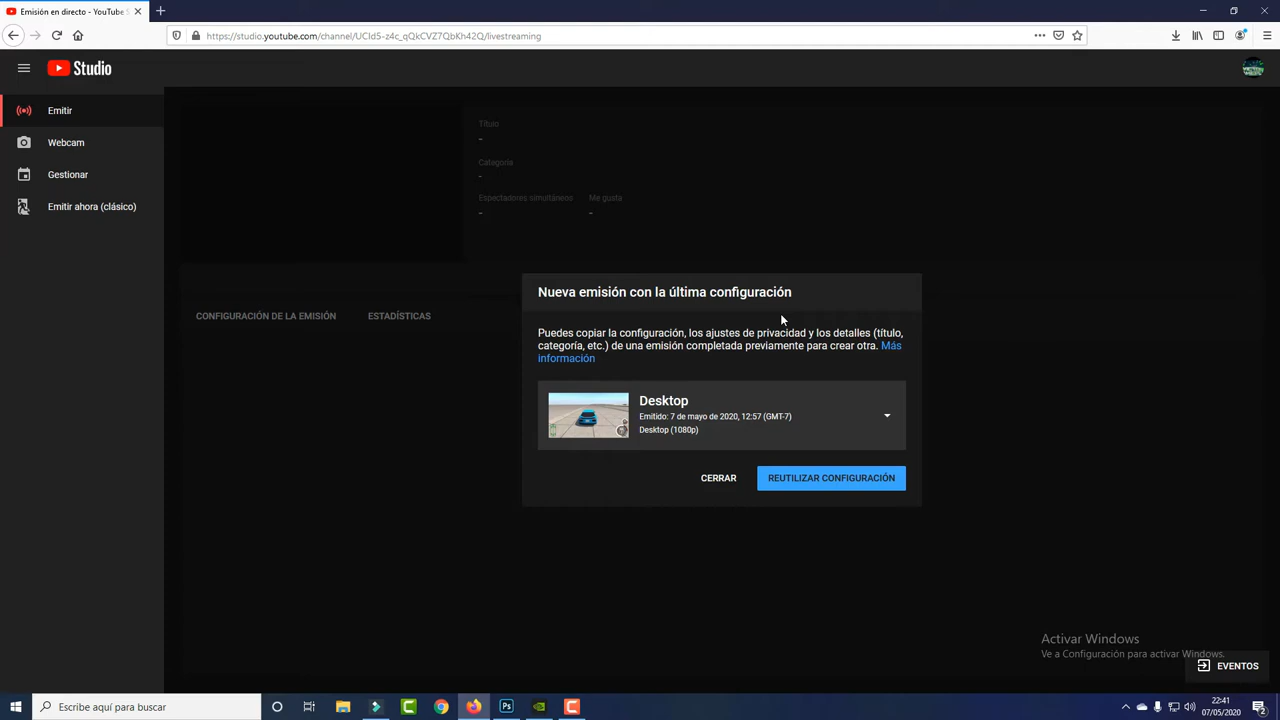 Emisión en directo - YouTube S
https://studio.youtube.com/channel/UCId5-z4c_qQkCVZ7QbKh42Q/livestreaming
Studio
Emitir
Webcam
Gestionar
Emitir ahora (clásico)
Título
-
Categoría
-
Espectadores simultáneos
Me gusta
-
-
CONFIGURACIÓN DE LA EMISIÓN
ESTADÍSTICAS
Nueva emisión con la última configuración
Puedes copiar la configuración, los ajustes de privacidad y los detalles (título,
categoría, etc.) de una emisión completada previamente para crear otra. Más
información
Desktop
Emitido: 7 de mayo de 2020, 12:57 (GMT-7)
Desktop (1080p)
CERRAR
REUTILIZAR CONFIGURACIÓN
Activar Windows
Ve a Configuración para activar Windows.
EVENTOS
Escribe aquí para buscar
Ps
22:41
07/05/2020
2